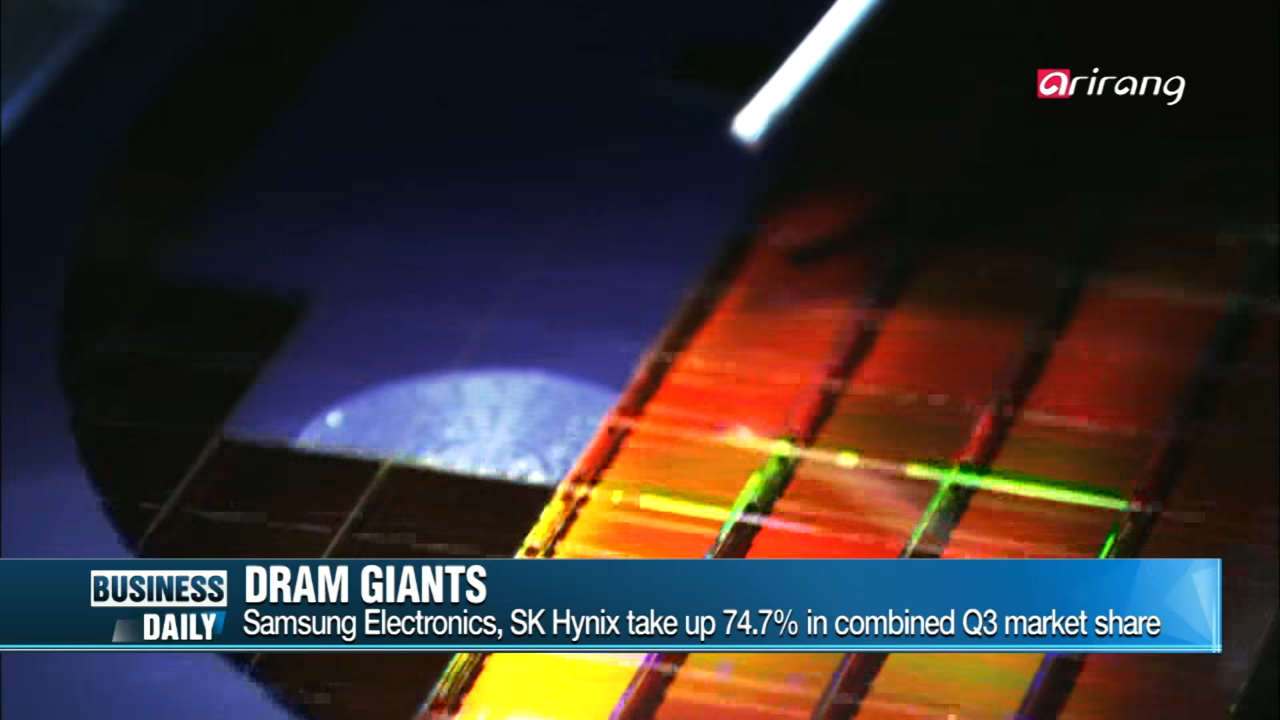 arirang
BUSINESS
DAILY
DRAM GIANTS
Samsung Electronics, SK Hynix take up 74.7% in combined Q3 market share